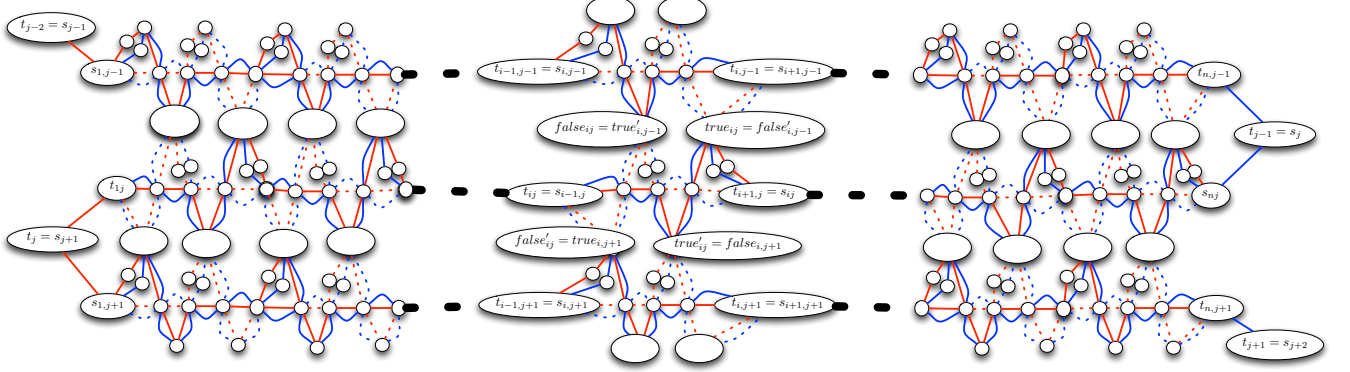 t_{j-2} = s_{j-1}
s_{1,j-1}
t_{i-1,j-1} = s_{i,j-1}
t_{i,j-1} = s_{i+1,j-1}
t_{n,j-1}
false_{ij} = true'_{i,j-1}
true_{ij} = false'_{i,j-1}
t_{j-1} = s_j
t_{1j}
t_{ij} = s_{i-1,j}
t_{i+1,j} = s_{ij}
s_{nj}
t_j = s_{j+1}
false'_{ij} = true_{i,j+1}
true'_{ij} = false_{i,j+1}
s_{1,j+1}
t_{i-1,j+1} = s_{i,j+1}
t_{i,j+1} = s_{i+1,j+1}
t_{n,j+1}
t_{j+1} = s_{j+2}